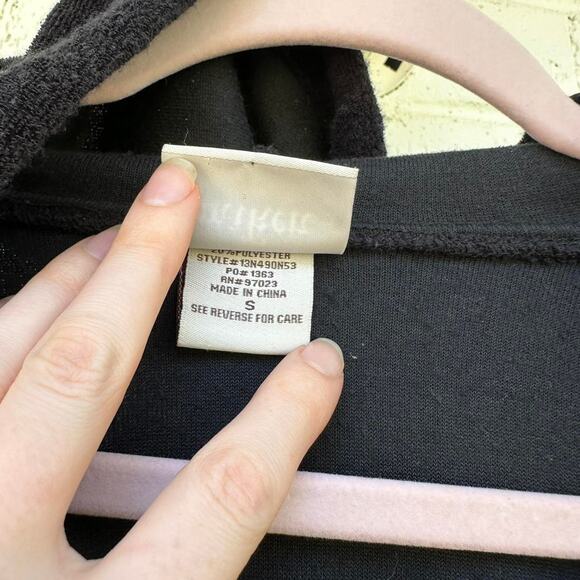 20% POLYESTER
STYLE# 13N490N53
PO# 1363
RN# 97023
MADE IN CHINA
S
SEE REVERSE FOR CARE